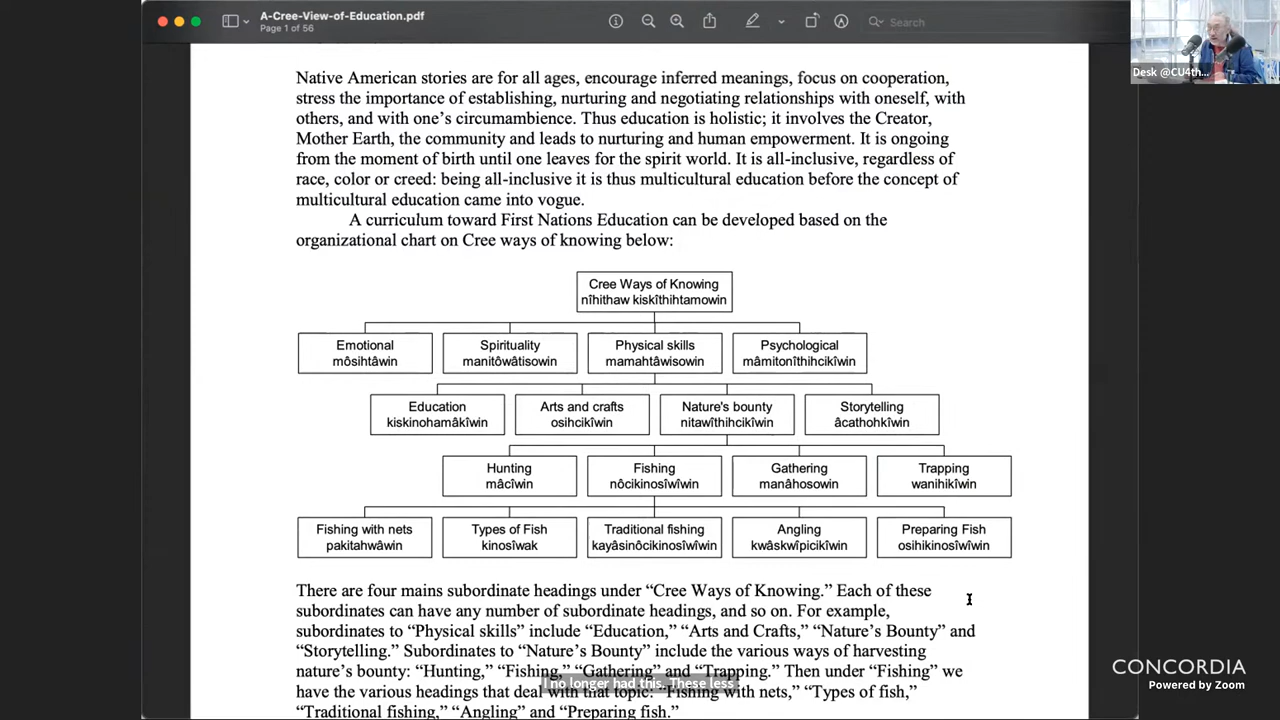 A-Cree-View-of-Education.pdf
Page 1 of 56
Search
Desk @CU4th...
Native American stories are for all ages, encourage inferred meanings, focus on cooperation,
stress the importance of establishing, nurturing and negotiating relationships with oneself, with
others, and with one's circumambience. Thus education is holistic; it involves the Creator,
Mother Earth, the community and leads to nurturing and human empowerment. It is ongoing
from the moment of birth until one leaves for the spirit world. It is all-inclusive, regardless of
race, color or creed: being all-inclusive it is thus multicultural education before the concept of
multicultural education came into vogue.
A curriculum toward First Nations Education can be developed based on the
organizational chart on Cree ways of knowing below:
Cree Ways of Knowing
nîhithaw kiskîthihtamowin
Emotional
môsihtâwin
Spirituality
manitôwâtisowin
Physical skills
mamahtâwisowin
Psychological
mâmitonîthihcikîwin
Education
kiskinohamâkîwin
Arts and crafts
osihcikîwin
Nature's bounty
nitawîthihcikîwin
Storytelling
âcathohkîwin
Hunting
mâcîwin
Fishing
nôcikinosîwîwin
Gathering
manâhosowin
Trapping
wanihikîwin
Fishing with nets
pakitahwâwin
Types of Fish
kinosîwak
Traditional fishing
kayâsinôcikinosîwîwin
Angling
kwâskwîpicikîwin
Preparing Fish
osihikinosîwîwin
There are four mains subordinate headings under “Cree Ways of Knowing.” Each of these
subordinates can have any number of subordinate headings, and so on. For example,
subordinates to “Physical skills” include “Education,” “Arts and Crafts,” “Nature’s Bounty” and
“Storytelling.” Subordinates to “Nature’s Bounty” include the various ways of harvesting
nature’s bounty: “Hunting,” “Fishing,” “Gathering” and “Trapping.” Then under “Fishing” we
have the various headings that deal with that topic: “Fishing with nets,” “Types of fish,”
“Traditional fishing,” “Angling” and “Preparing fish.”
I no longer had this. These less
CONCORDIA
Powered by Zoom